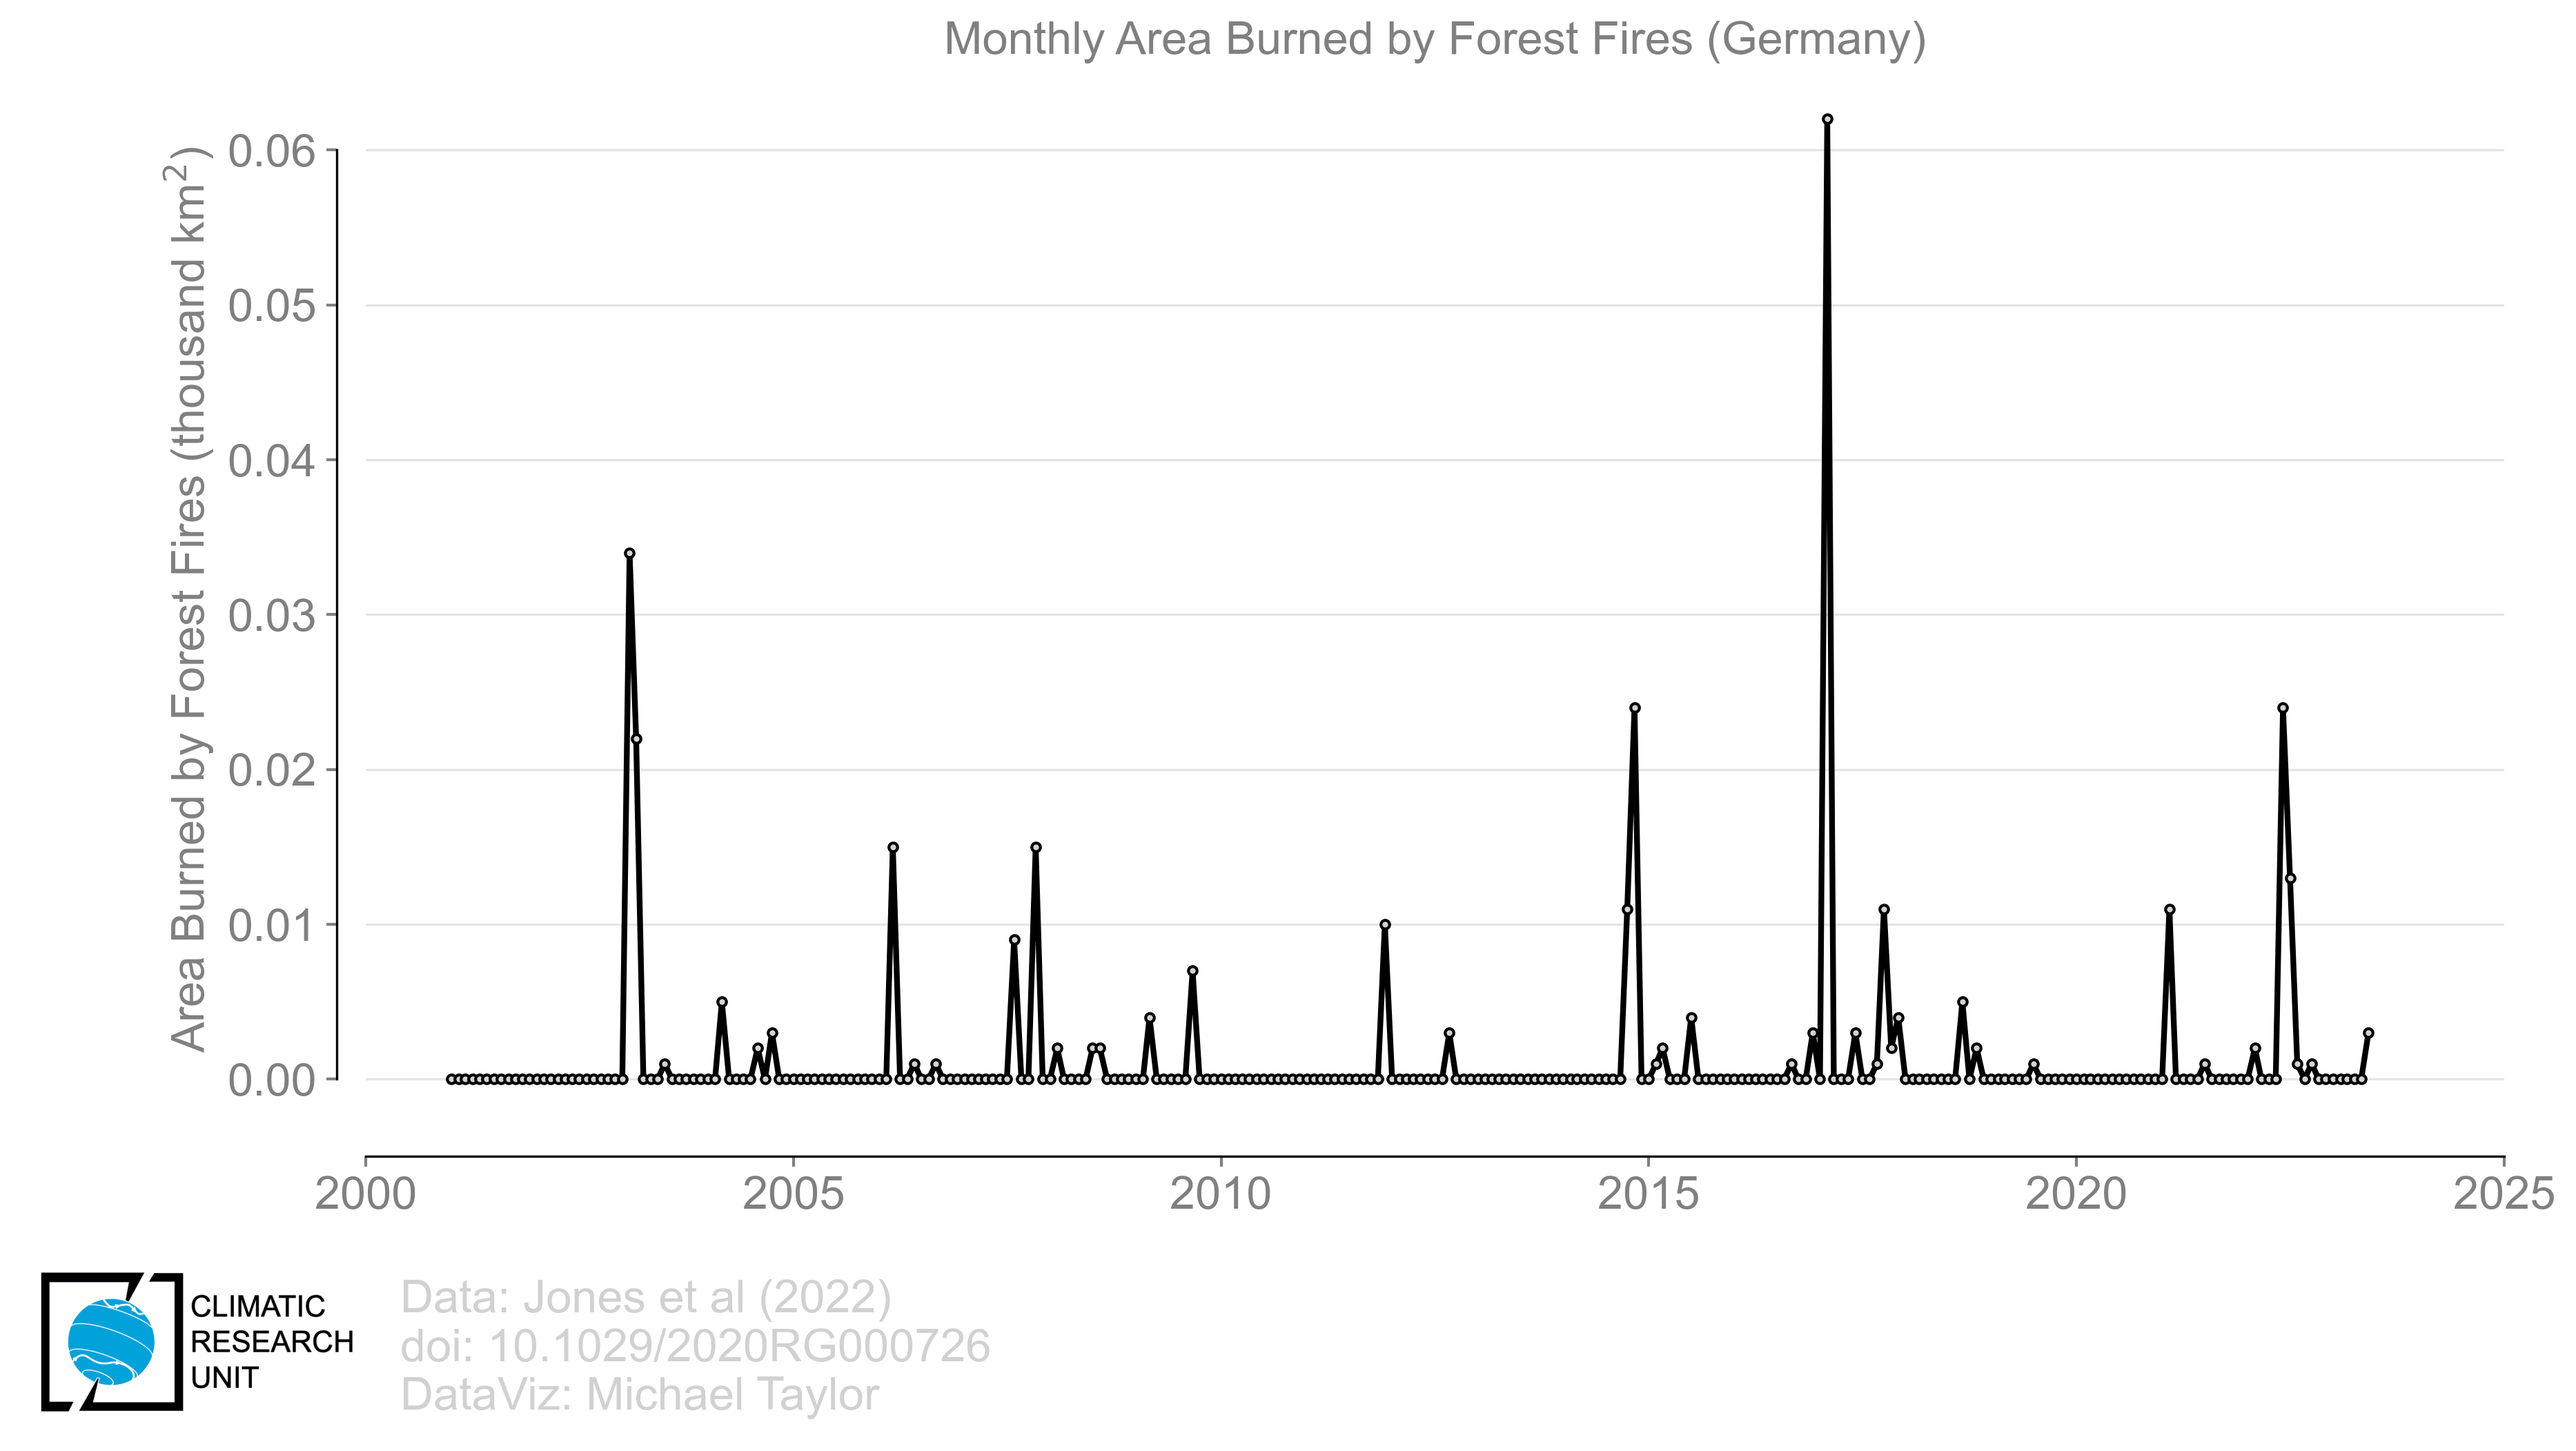 Monthly Area Burned by Forest Fires (Germany)
Area Burned by Forest Fires (thousand km²)
0.06
0.05
0.04
0.03
0.02
0.01
0.00
2000 2005 2010 2015 2020 2025
CLIMATIC
RESEARCH
UNIT
Data: Jones et al (2022)
doi: 10.1029/2020RG000726
DataViz: Michael Taylor